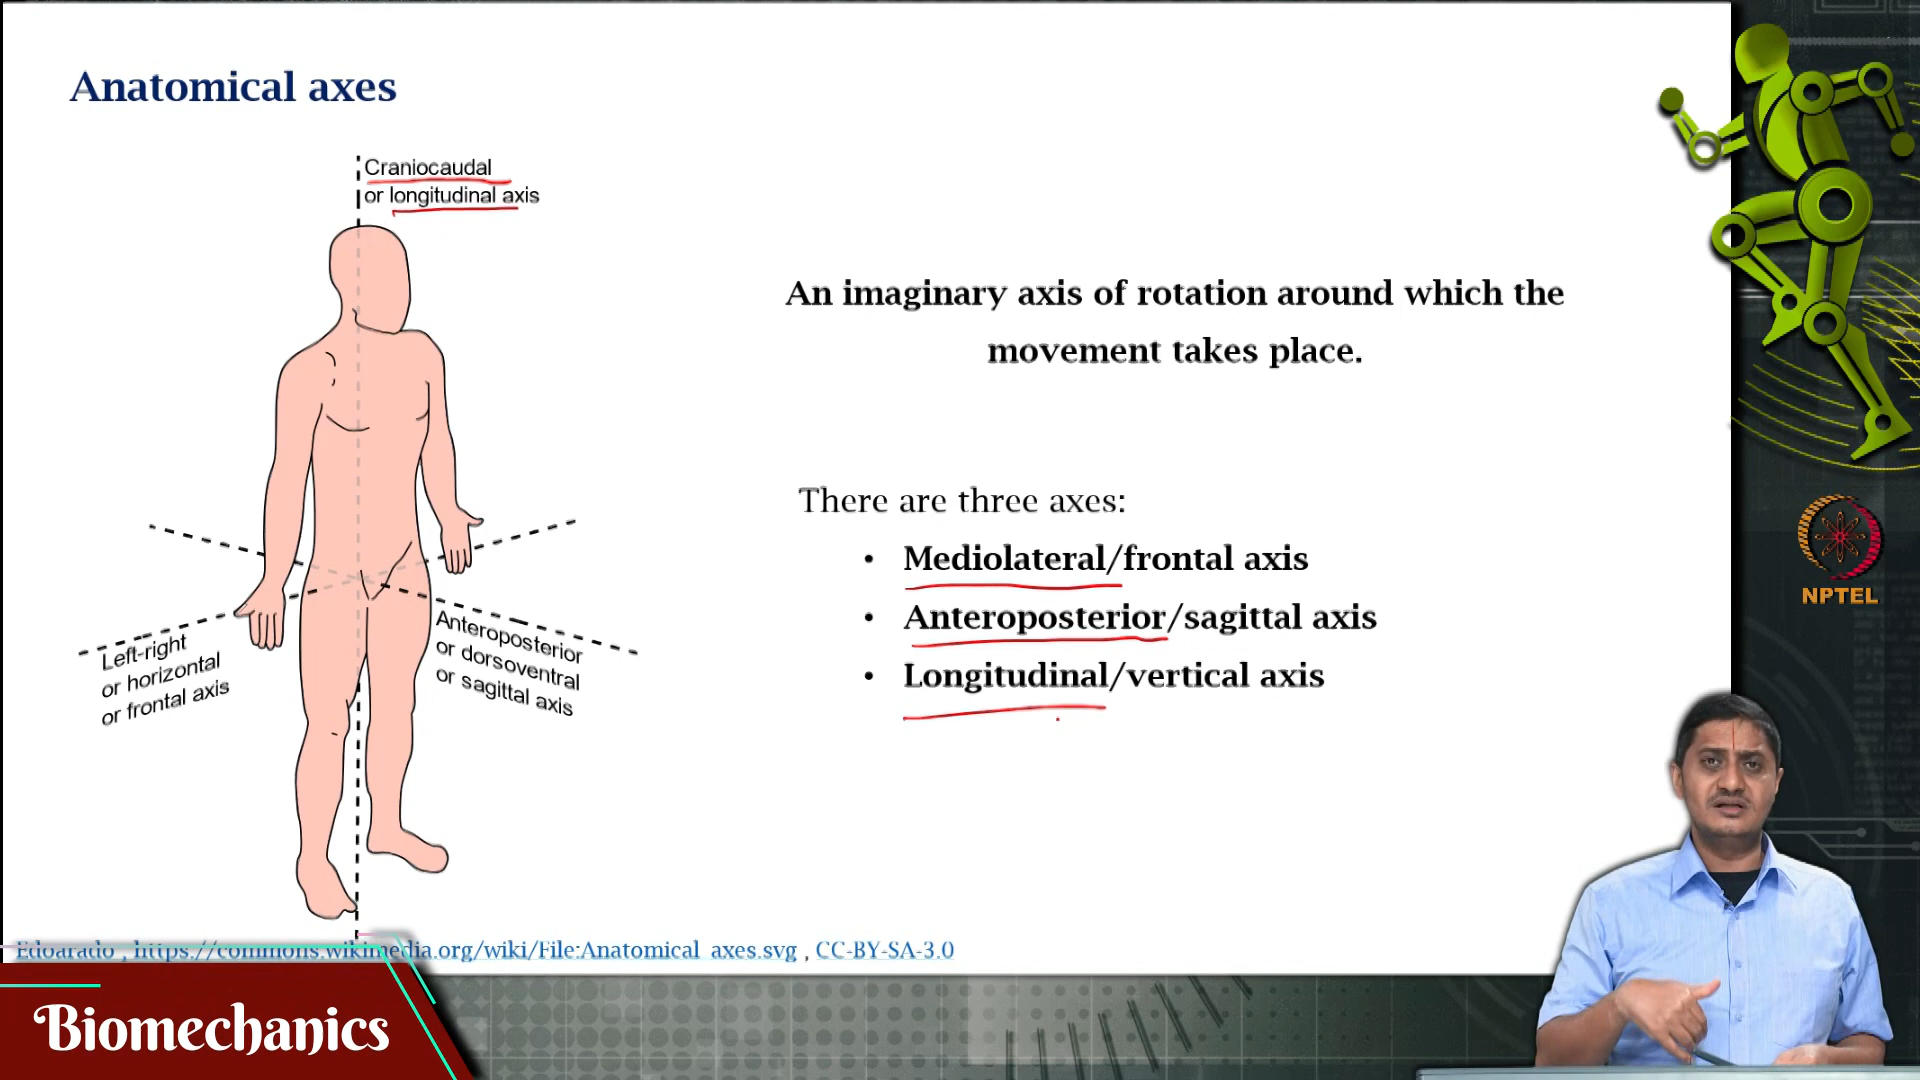 Anatomical axes
Craniocaudal
or longitudinal axis
An imaginary axis of rotation around which the
movement takes place.
There are three axes:
• Mediolateral/frontal axis
• Anteroposterior/sagittal axis
• Longitudinal/vertical axis
Left-right
or horizontal
or frontal axis
Anteroposterior
or dorsoventral
or sagittal axis
NPTEL
Edoarado , https://commons.wikimedia.org/wiki/File:Anatomical_axes.svg , CC-BY-SA-3.0
Biomechanics